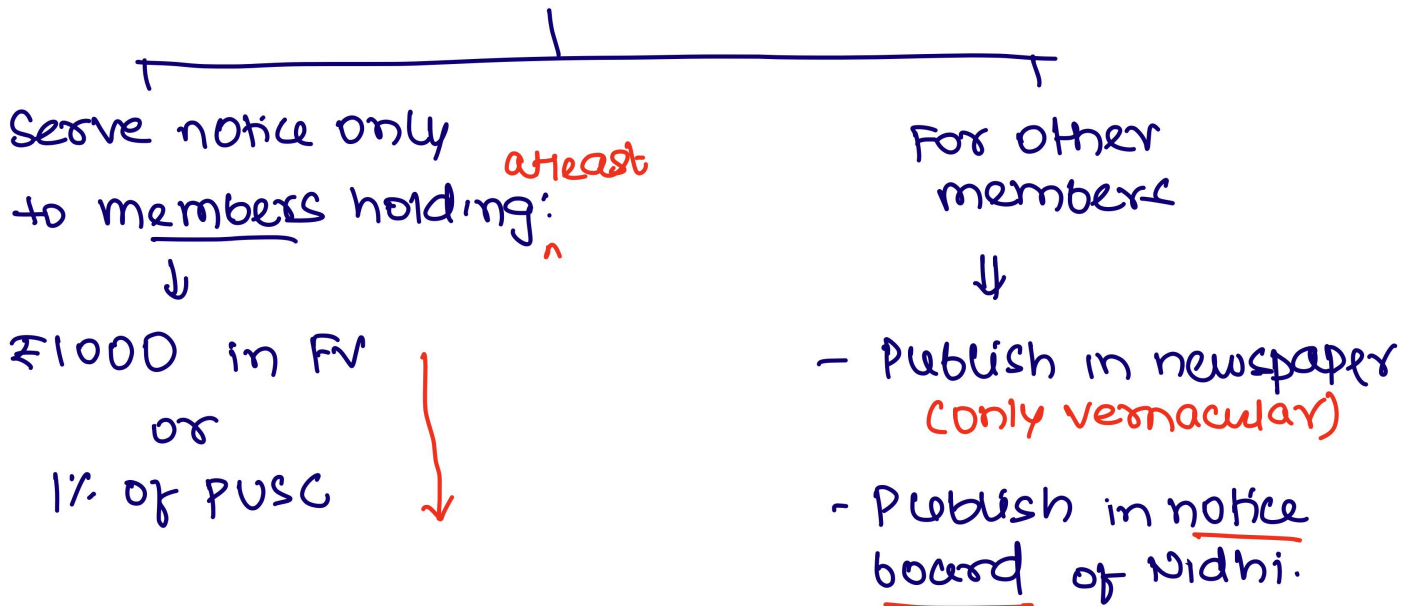 Serve notice only
atleast
to members holding:
^
₹1000 in FV
or
1% of PUSC
For other
members
- Publish in newspaper
(only vernacular)
- Publish in notice
board of Nidhi.